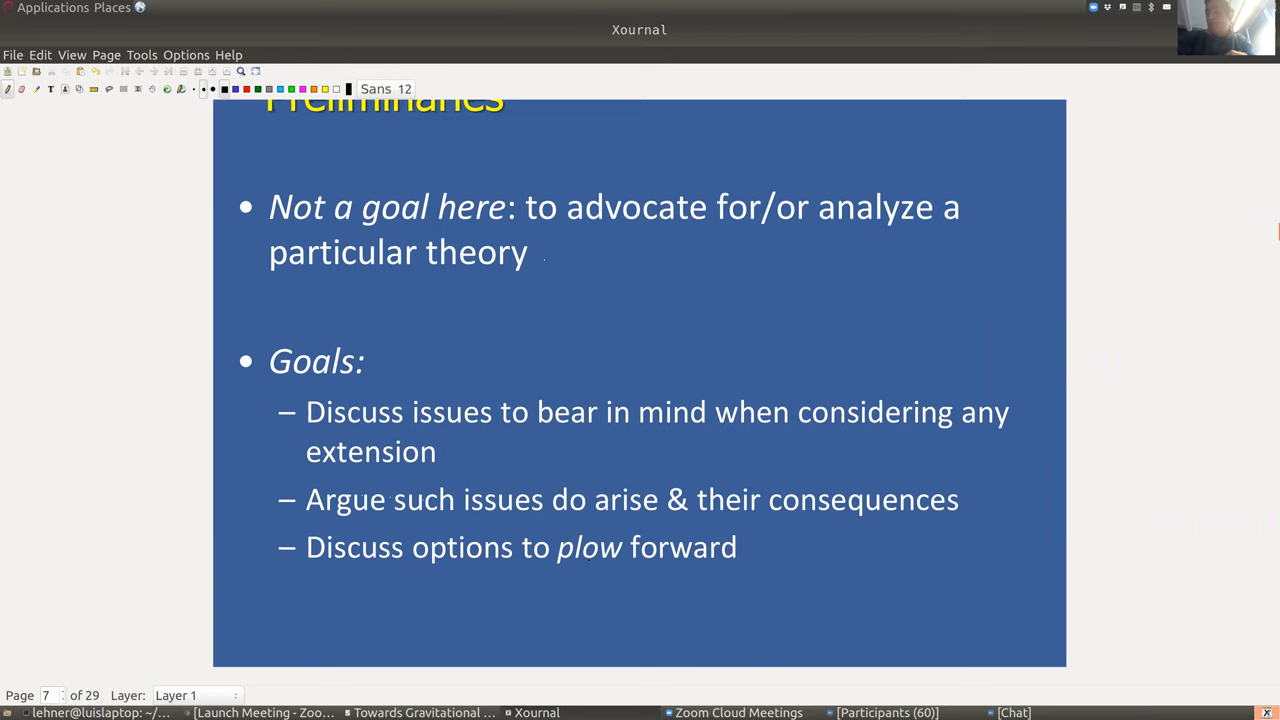 Applications Places
Xournal
File Edit View Page Tools Options Help
Sans 12
Preliminaries
• Not a goal here: to advocate for/or analyze a
particular theory
• Goals:
– Discuss issues to bear in mind when considering any
extension
– Argue such issues do arise & their consequences
– Discuss options to plow forward
Page 7 of 29 Layer: Layer 1
lehner@luislaptop: ~/... [Launch Meeting - Zoo... Towards Gravitational ... Xournal Zoom Cloud Meetings [Participants (60)] [Chat]